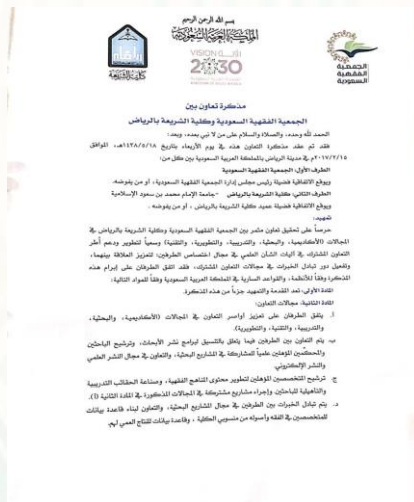 بسم الله الرحمن الرحيم
المملكة العربية السعودية
الجمعية
الفقهية
السعودية
VISION رؤية
2030
كلية الشريعة
مذكرة تعاون بين
الجمعية الفقهية السعودية وكلية الشريعة بالرياض
الحمد لله وحده، والصلاة والسلام على من لا نبي بعده، وبعد:
فقد تم عقد مذكرة التعاون هذه في يوم الأربعاء بتاريخ ١٤٣٨/٥/١٨هـ، الموافق
٢٠١٧/٢/١٥م في مدينة الرياض بالمملكة العربية السعودية بين كل من:
الطرف الأول: الجمعية الفقهية السعودية
ويوقع الاتفاقية فضيلة رئيس مجلس إدارة الجمعية الفقهية السعودية، أو من يفوضه.
الطرف الثاني: كلية الشريعة بالرياض - جامعة الإمام محمد بن سعود الإسلامية
ويوقع الاتفاقية فضيلة عميد كلية الشريعة بالرياض، أو من يفوضه.
تمهيد:
حرصاً على تحقيق تعاون مثمر بين الجمعية الفقهية السعودية وكلية الشريعة بالرياض في
المجالات (الأكاديمية، والبحثية، والتدريبية، والتطويرية، والتقنية) وسعياً لتطوير ودعم أطر
التعاون المشترك في آليات الشأن العلمي في مجال اختصاص الطرفين؛ لتعزيز العلاقة بينهما،
وتفعيل دور تبادل الخبرات في مجالات التعاون المشترك، فقد اتفق الطرفان على إبرام هذه
المذكرة وفقاً للأنظمة، والقواعد السارية في المملكة العربية السعودية وفقاً للمواد التالية:
المادة الأولى: تعد المقدمة والتمهيد جزءاً من هذه المذكرة.
المادة الثانية: مجالات التعاون:
أ. يتفق الطرفان على تعزيز أواصر التعاون في المجالات (الأكاديمية، والبحثية،
والتدريبية، والتقنية، والتطويرية).
ب. يتم التعاون بين الطرفين فيما يتعلق بالتنسيق لبرامج نشر الأبحاث، وترشيح الباحثين
والمحكمين المؤهلين علمياً للمشاركة في المشاريع البحثية، والتعاون في مجال النشر العلمي
والنشر الإلكتروني.
ج. ترشيح المتخصصين المؤهلين لتطوير محتوى المناهج الفقهية، وصناعة الحقائب التدريبية
والتأهيلية للباحثين وإجراء مشاريع مشتركة في المجالات المذكورة في المادة الثانية (أ).
د. يتم تبادل الخبرات بين الطرفين في مجال المشاريع البحثية، والتعاون لبناء قاعدة بيانات
للمتخصصين في الفقه وأصوله من منسوبي الكلية، وقاعدة بيانات للنتاج العمي لهم.